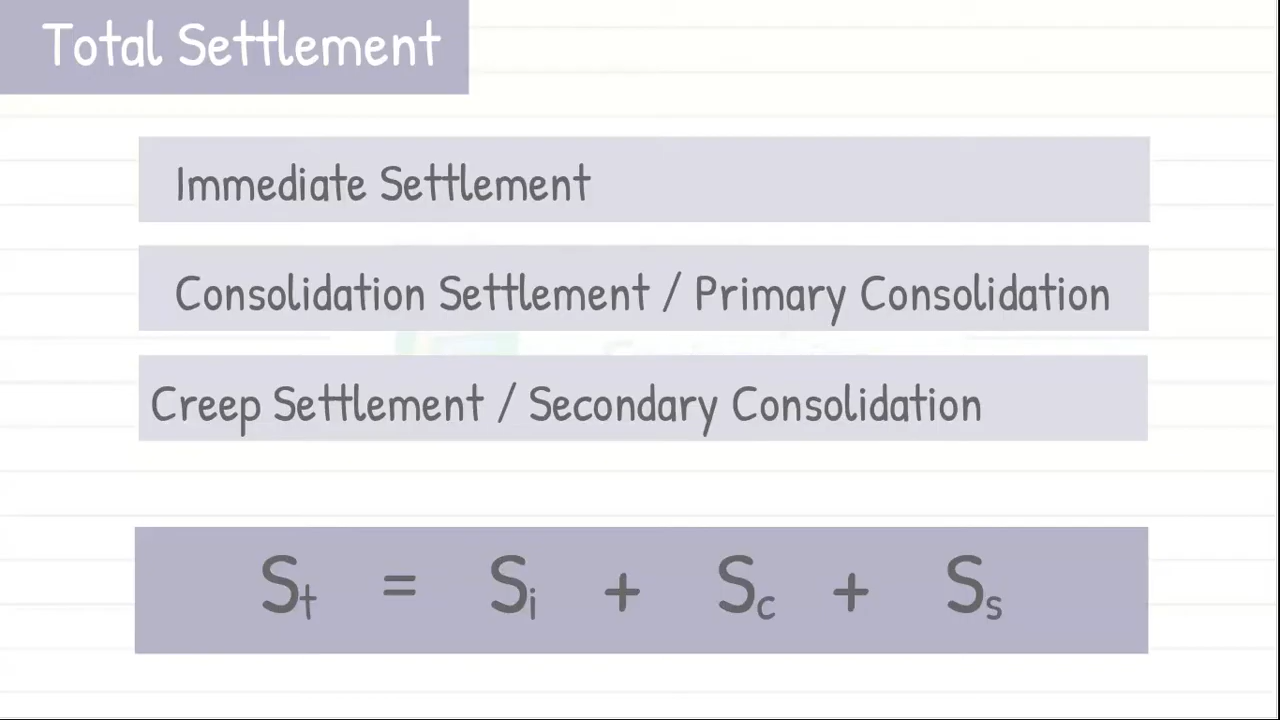 Total Settlement
Immediate Settlement
Consolidation Settlement / Primary Consolidation
Creep Settlement / Secondary Consolidation
St = Si + Sc + Ss